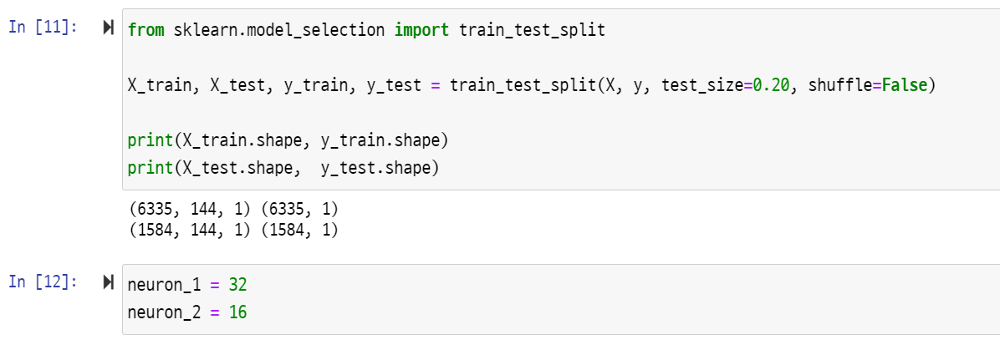 In [11]:
from sklearn.model_selection import train_test_split
X_train, X_test, y_train, y_test = train_test_split(X, y, test_size=0.20, shuffle=False)
print(X_train.shape, y_train.shape)
print(X_test.shape,  y_test.shape)
(6335, 144, 1) (6335, 1)
(1584, 144, 1) (1584, 1)
In [12]:
neuron_1 = 32
neuron_2 = 16